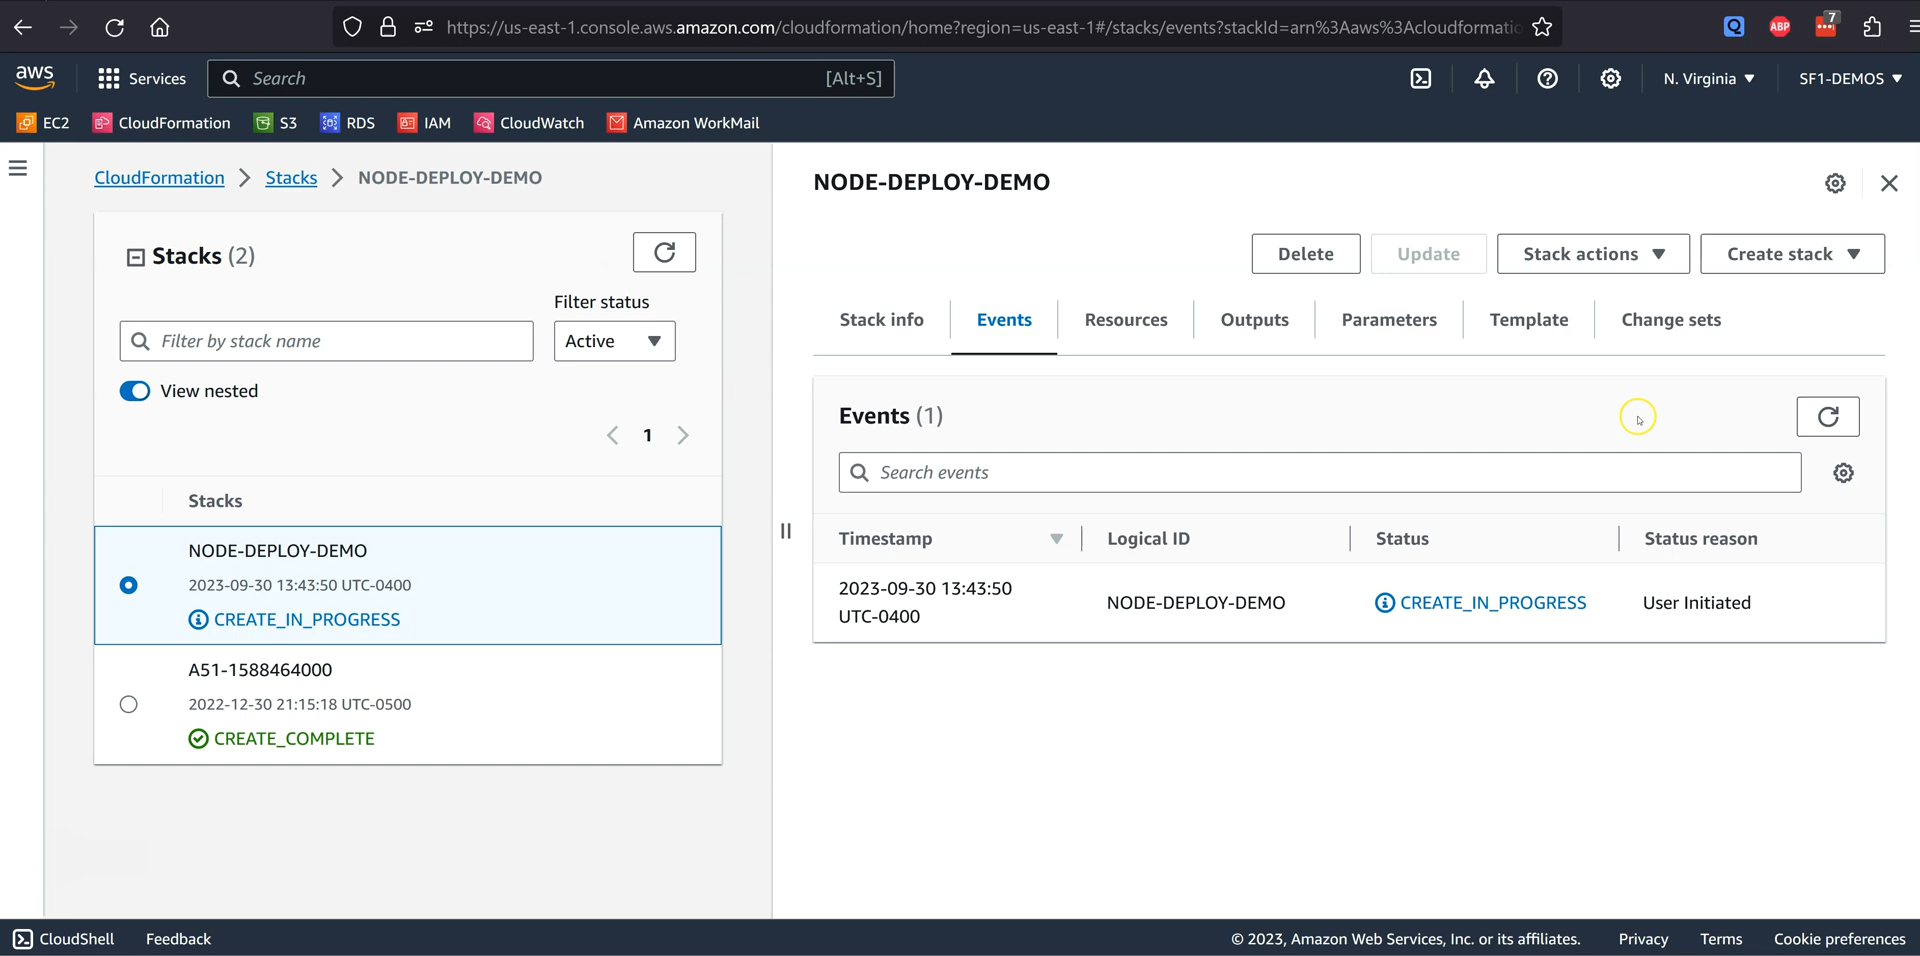 https://us-east-1.console.aws.amazon.com/cloudformation/home?region=us-east-1#/stacks/events?stackId=arn%3Aaws%3Acloudformatio
ABP
7
aws
Services
Search
[Alt+S]
N. Virginia
SF1-DEMOS
EC2
CloudFormation
S3
RDS
IAM
CloudWatch
Amazon WorkMail
CloudFormation
Stacks
NODE-DEPLOY-DEMO
Stacks (2)
Filter status
Filter by stack name
Active
View nested
1
Stacks
NODE-DEPLOY-DEMO
2023-09-30 13:43:50 UTC-0400
CREATE_IN_PROGRESS
A51-1588464000
2022-12-30 21:15:18 UTC-0500
CREATE_COMPLETE
NODE-DEPLOY-DEMO
Delete
Update
Stack actions
Create stack
Stack info
Events
Resources
Outputs
Parameters
Template
Change sets
Events (1)
Search events
Timestamp
Logical ID
Status
Status reason
2023-09-30 13:43:50
UTC-0400
NODE-DEPLOY-DEMO
CREATE_IN_PROGRESS
User Initiated
CloudShell
Feedback
© 2023, Amazon Web Services, Inc. or its affiliates.
Privacy
Terms
Cookie preferences